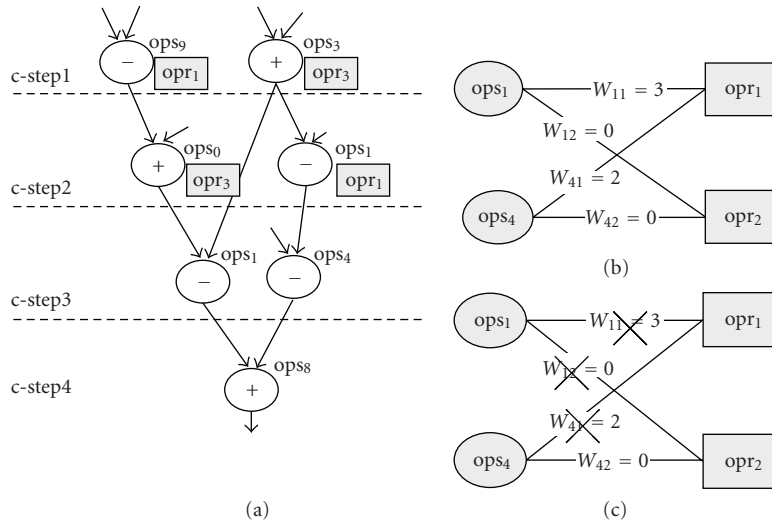 ops9
ops3
−
+
opr1
opr3
c-step1
ops0
ops1
+
−
opr3
opr1
c-step2
ops1
ops4
−
−
c-step3
ops8
+
c-step4
(a)
ops1
W11 = 3
opr1
W12 = 0
W41 = 2
ops4
W42 = 0
opr2
(b)
ops1
W11 = 3
opr1
W12 = 0
W41 = 2
ops4
W42 = 0
opr2
(c)